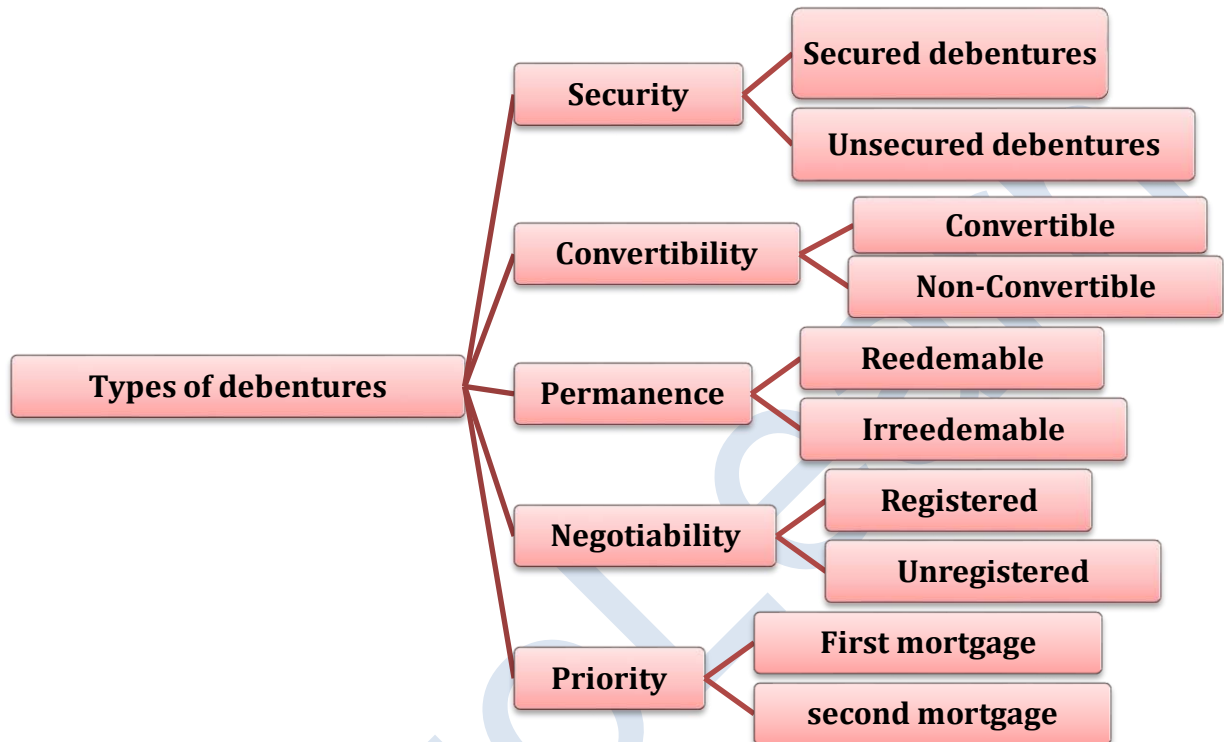 Types of debentures
Security
Secured debentures
Unsecured debentures
Convertibility
Convertible
Non-Convertible
Permanence
Reedemable
Irreedemable
Negotiability
Registered
Unregistered
Priority
First mortgage
second mortgage